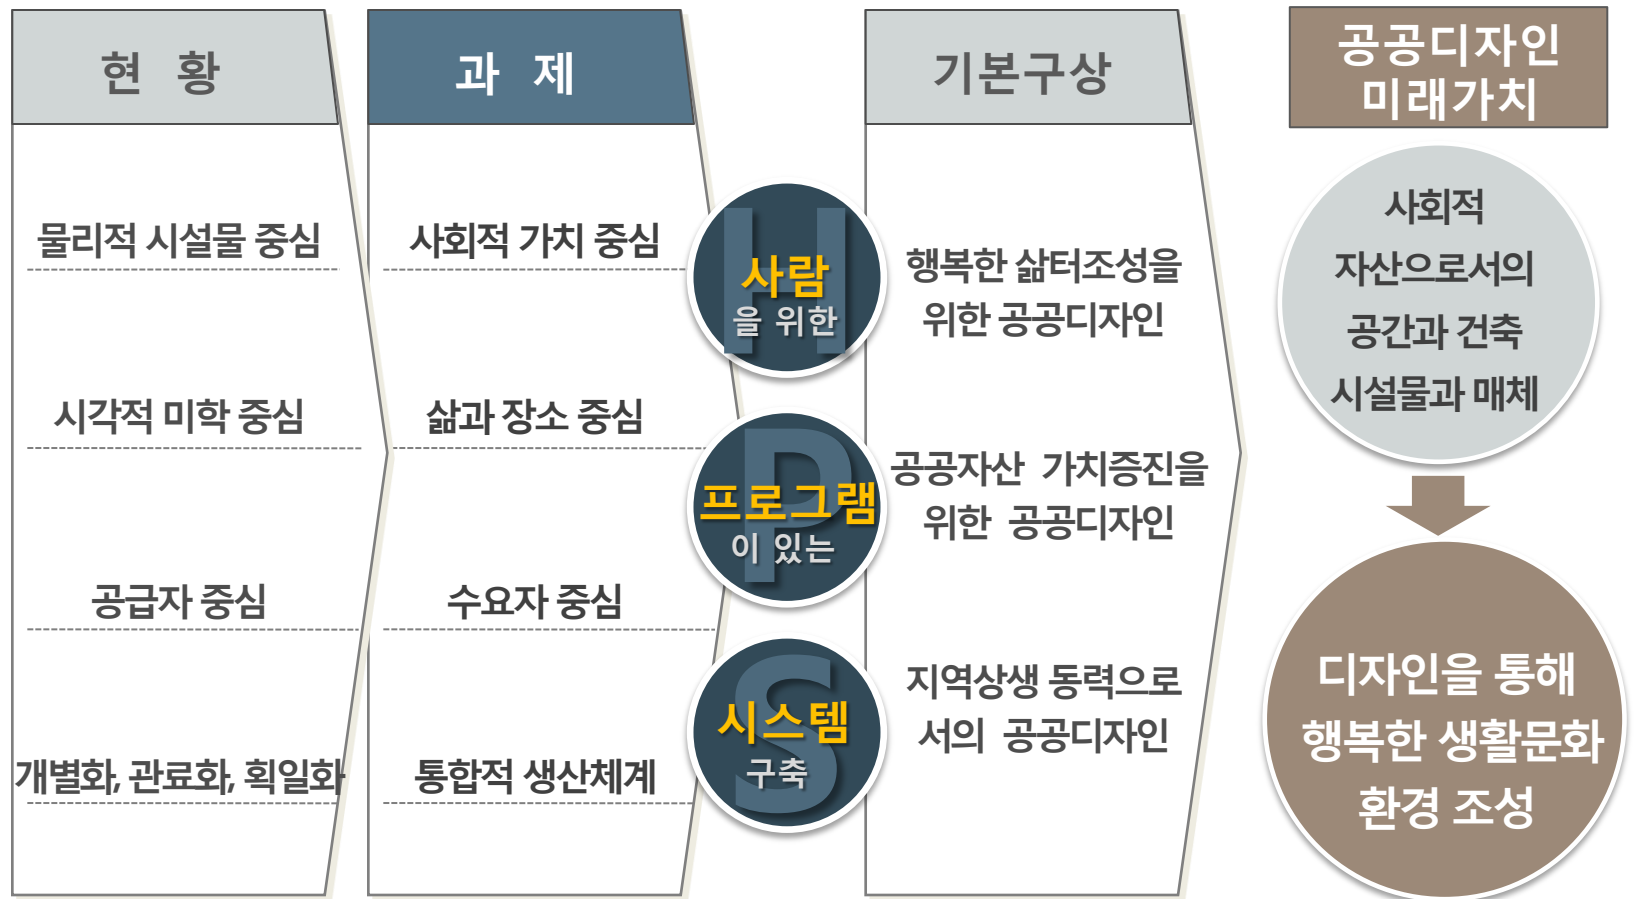 현 황
물리적 시설물 중심
시각적 미학 중심
공급자 중심
개별화, 관료화, 획일화
과 제
사회적 가치 중심
삶과 장소 중심
수요자 중심
통합적 생산체계
H
사람
을 위한
P
프로그램
이 있는
S
시스템
구축
기본구상
행복한 삶터조성을
위한 공공디자인
공공자산 가치증진을
위한 공공디자인
지역상생 동력으로
서의 공공디자인
공공디자인
미래가치
사회적
자산으로서의
공간과 건축
시설물과 매체
디자인을 통해
행복한 생활문화
환경 조성